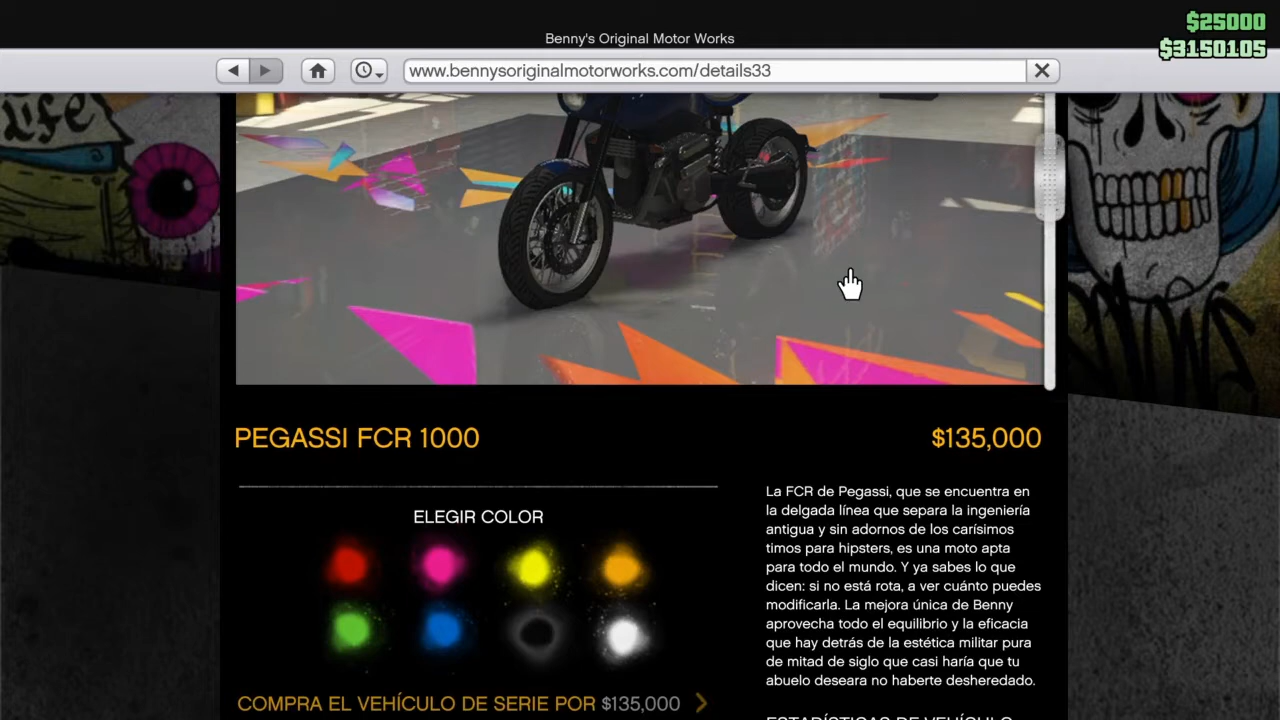 $25000
Benny's Original Motor Works
$3150105
www.bennysoriginalmotorworks.com/details33
Life
PEGASSI FCR 1000
$135,000
ELEGIR COLOR
La FCR de Pegassi, que se encuentra en
la delgada línea que separa la ingeniería
antigua y sin adornos de los carísimos
timos para hipsters, es una moto apta
para todo el mundo. Y ya sabes lo que
dicen: si no está rota, a ver cuánto puedes
modificarla. La mejora única de Benny
aprovecha todo el equilibrio y la eficacia
que hay detrás de la estética militar pura
de mitad de siglo que casi haría que tu
abuelo deseara no haberte desheredado.
COMPRA EL VEHÍCULO DE SERIE POR $135,000
ESTADÍSTICAS DE VEHÍCULO